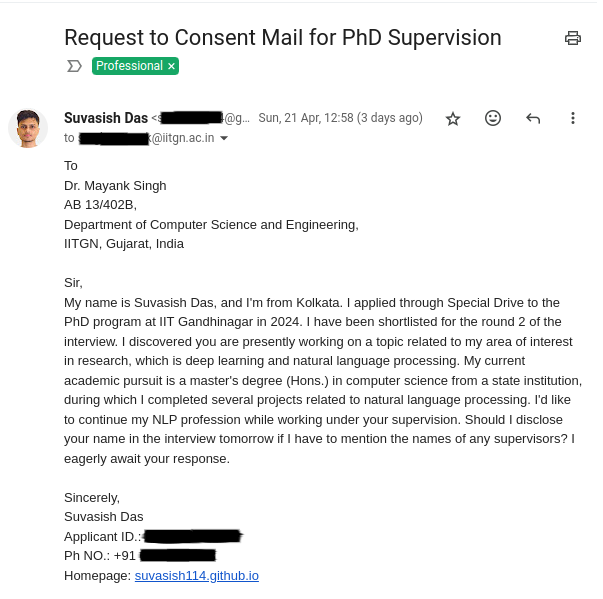 Request to Consent Mail for PhD Supervision
Professional ×
Suvasish Das <s 4@g... Sun, 21 Apr, 12:58 (3 days ago)
to @iitgn.ac.in
To
Dr. Mayank Singh
AB 13/402B,
Department of Computer Science and Engineering,
IITGN, Gujarat, India
Sir,
My name is Suvasish Das, and I'm from Kolkata. I applied through Special Drive to the
PhD program at IIT Gandhinagar in 2024. I have been shortlisted for the round 2 of the
interview. I discovered you are presently working on a topic related to my area of interest
in research, which is deep learning and natural language processing. My current
academic pursuit is a master's degree (Hons.) in computer science from a state institution,
during which I completed several projects related to natural language processing. I'd like
to continue my NLP profession while working under your supervision. Should I disclose
your name in the interview tomorrow if I have to mention the names of any supervisors? I
eagerly await your response.
Sincerely,
Suvasish Das
Applicant ID.:
Ph NO.: +91
Homepage: suvasish114.github.io